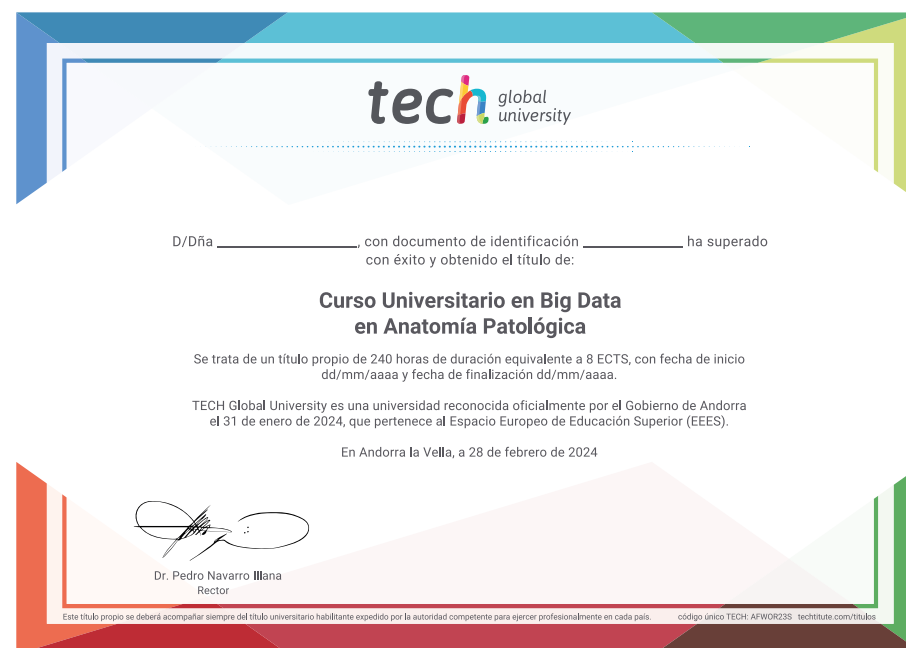 tech global
university
D/Dña ____________, con documento de identificación ____________ ha superado
con éxito y obtenido el título de:
Curso Universitario en Big Data
en Anatomía Patológica
Se trata de un título propio de 240 horas de duración equivalente a 8 ECTS, con fecha de inicio
dd/mm/aaaa y fecha de finalización dd/mm/aaaa.
TECH Global University es una universidad reconocida oficialmente por el Gobierno de Andorra
el 31 de enero de 2024, que pertenece al Espacio Europeo de Educación Superior (EEES).
En Andorra la Vella, a 28 de febrero de 2024
Dr. Pedro Navarro Illana
Rector
Este título propio se deberá acompañar siempre del título universitario habilitante expedido por la autoridad competente para ejercer profesionalmente en cada país.
código único TECH: AFWOR23S techtitute.com/titulos